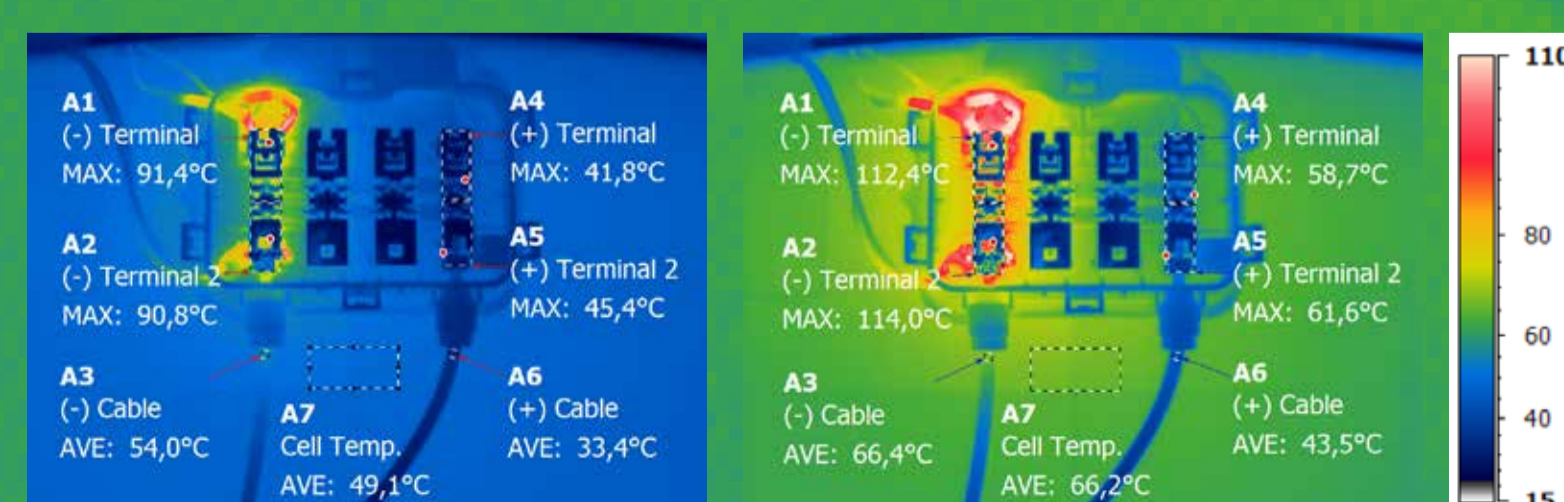 A1
(-) Terminal
MAX: 91,4°C
A2
(-) Terminal 2
MAX: 90,8°C
A3
(-) Cable
AVE: 54,0°C
A4
(+) Terminal
MAX: 41,8°C
A5
(+) Terminal 2
MAX: 45,4°C
A6
(+) Cable
AVE: 33,4°C
A7
Cell Temp.
AVE: 49,1°C
A1
(-) Terminal
MAX: 112,4°C
A2
(-) Terminal 2
MAX: 114,0°C
A3
(-) Cable
AVE: 66,4°C
A4
(+) Terminal
MAX: 58,7°C
A5
(+) Terminal 2
MAX: 61,6°C
A6
(+) Cable
AVE: 43,5°C
A7
Cell Temp.
AVE: 66,2°C
110
80
60
40
15